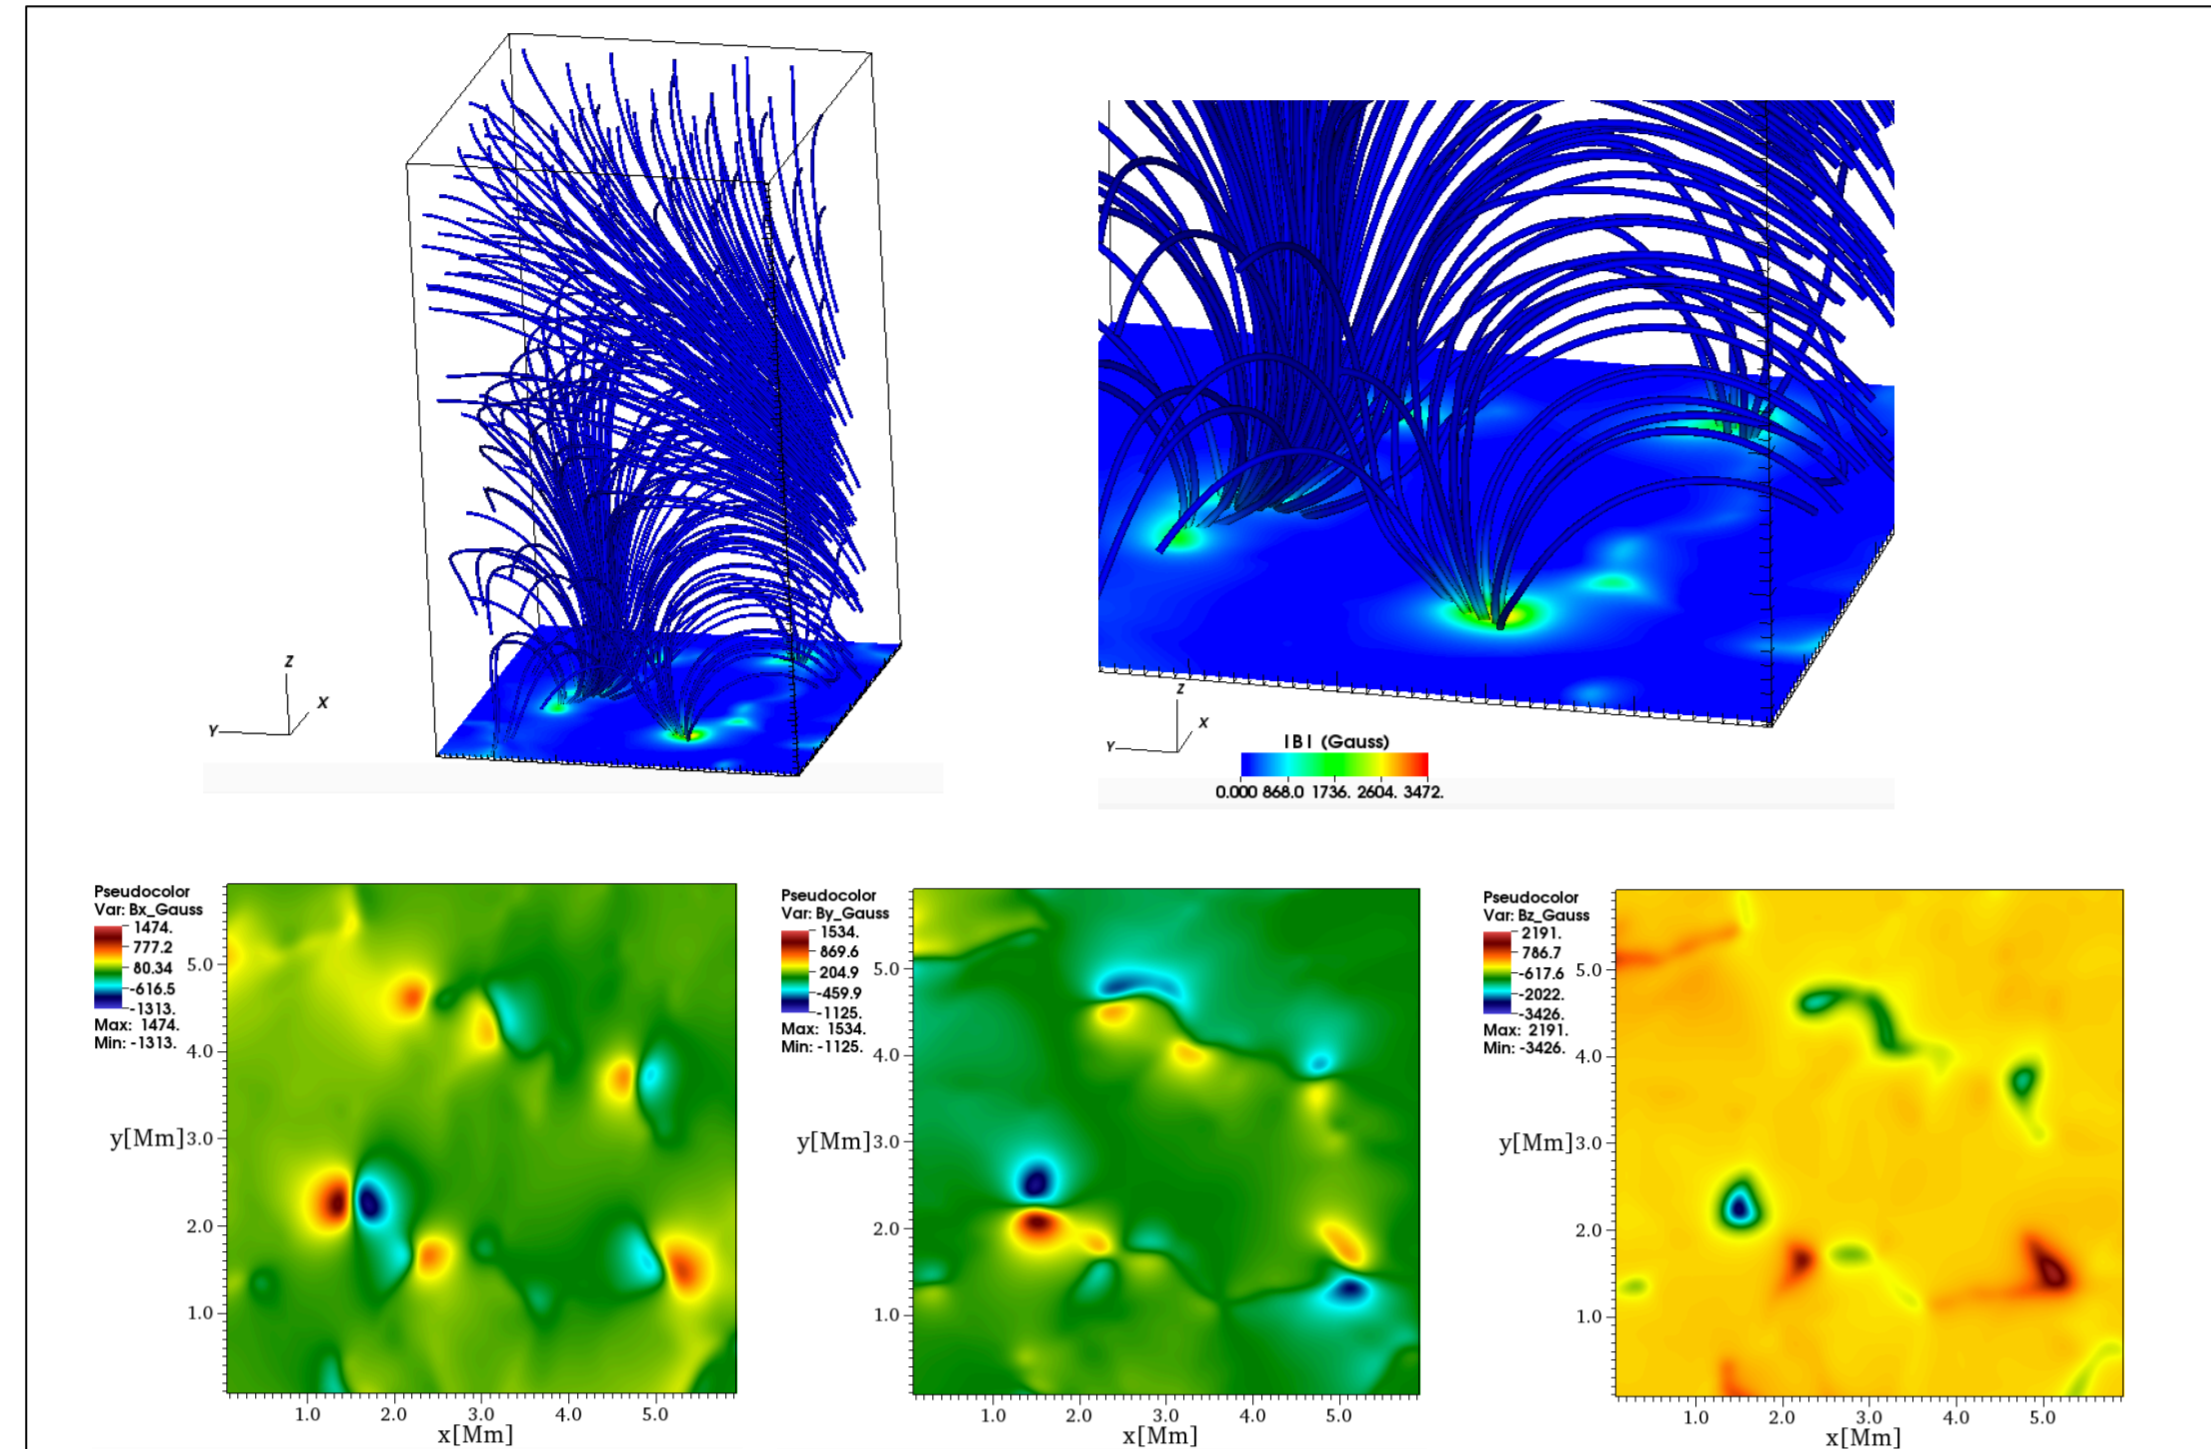 Z
X
Y
Z
X
Y
|B| (Gauss)
0.000 868.0 1736. 2604. 3472.
Pseudocolor
Var: Bx_Gauss
1474.
777.2
80.34
-616.5
-1313.
Max: 1474.
Min: -1313.
5.0
4.0
y[Mm] 3.0
2.0
1.0
1.0 2.0 3.0 4.0 5.0
x[Mm]
Pseudocolor
Var: By_Gauss
1534.
869.6
204.9
-459.9
-1125.
Max: 1534.
Min: -1125.
5.0
4.0
y[Mm] 3.0
2.0
1.0
1.0 2.0 3.0 4.0 5.0
x[Mm]
Pseudocolor
Var: Bz_Gauss
2191.
786.7
-617.6
-2022.
-3426.
Max: 2191.
Min: -3426.
5.0
4.0
y[Mm] 3.0
2.0
1.0
1.0 2.0 3.0 4.0 5.0
x[Mm]